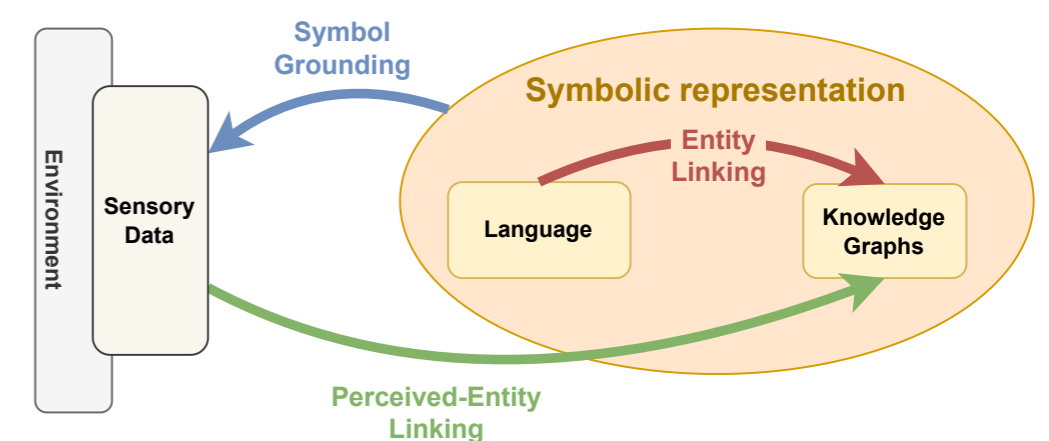 Symbol
Grounding
Symbolic representation
Entity
Linking
Environment
Sensory
Data
Language
Knowledge
Graphs
Perceived-Entity
Linking